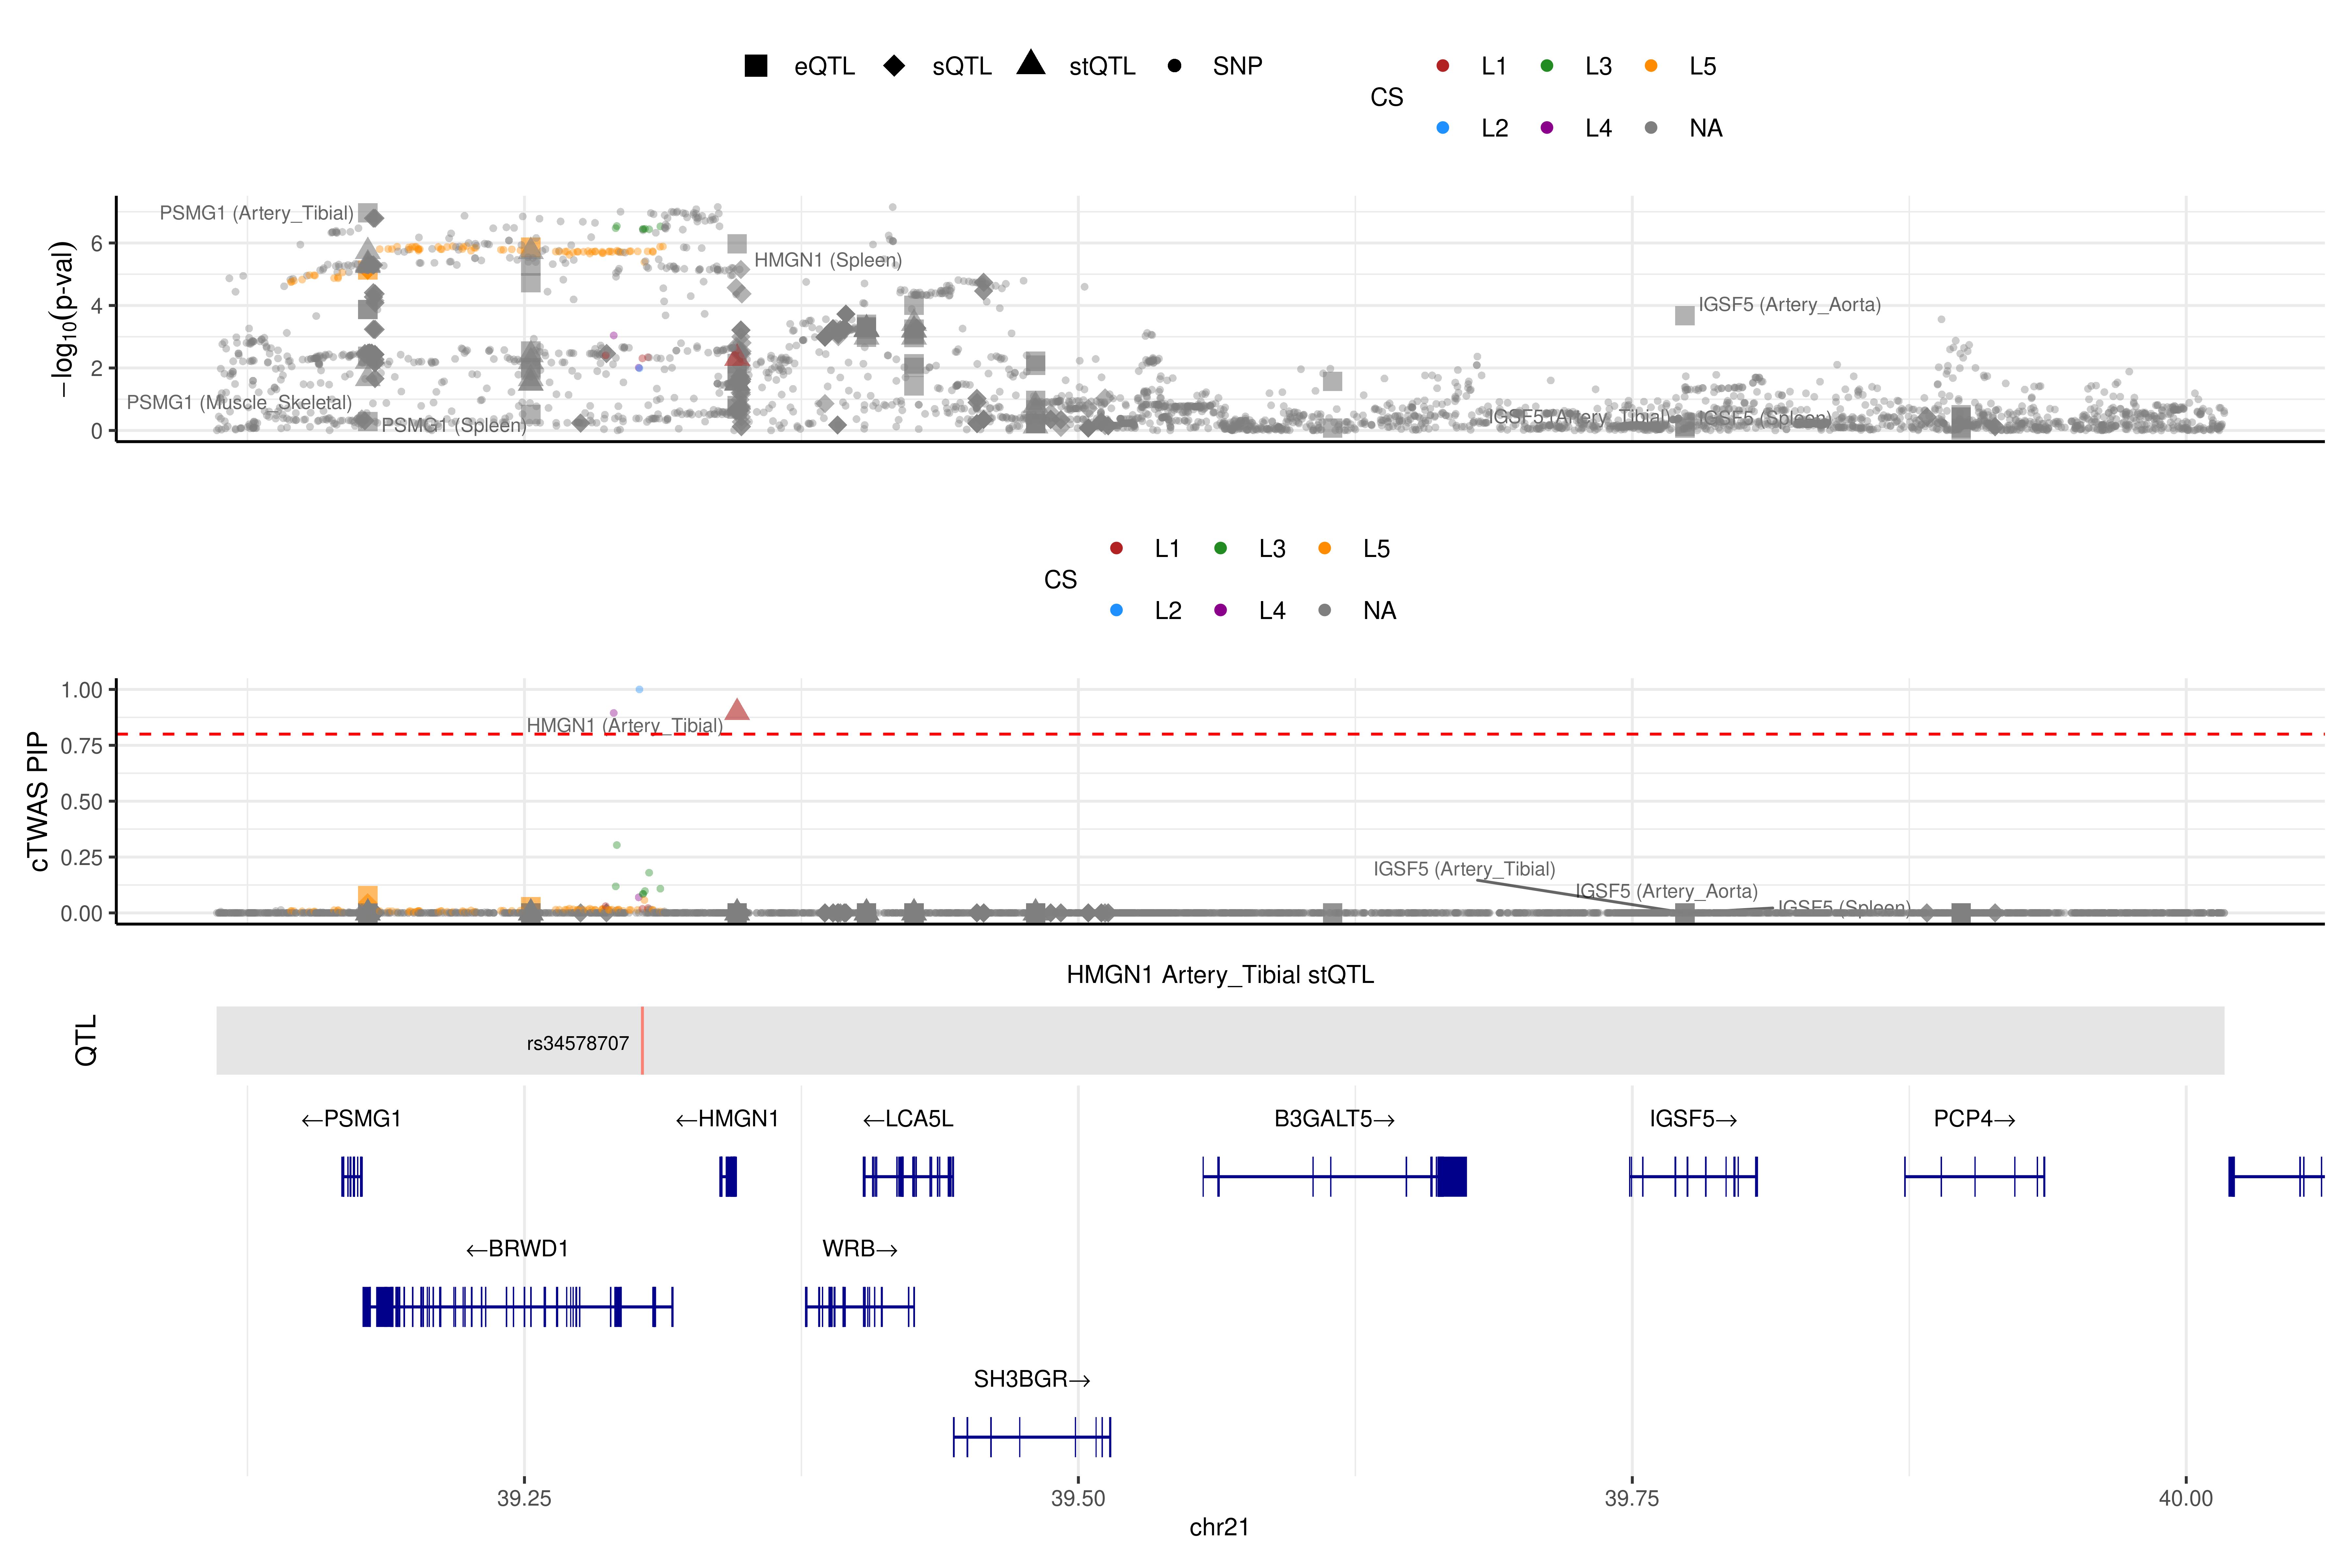 eQTL sQTL stQTL SNP
CS
L1 L3 L5
L2 L4 NA
−log10(p-val)
6
4
2
0
PSMG1 (Artery_Tibial)
HMGN1 (Spleen)
IGSF5 (Artery_Aorta)
PSMG1 (Muscle_Skeletal)
PSMG1 (Spleen)
IGSF5 (Artery_Tibial)
IGSF5 (Spleen)
CS
L1 L3 L5
L2 L4 NA
cTWAS PIP
1.00
0.75
0.50
0.25
0.00
HMGN1 (Artery_Tibial)
IGSF5 (Artery_Tibial)
IGSF5 (Artery_Aorta)
IGSF5 (Spleen)
HMGN1 Artery_Tibial stQTL
QTL
rs34578707
←PSMG1 ←HMGN1 ←LCA5L B3GALT5→ IGSF5→ PCP4→
←BRWD1 WRB→
SH3BGR→
39.25 39.50 39.75 40.00
chr21